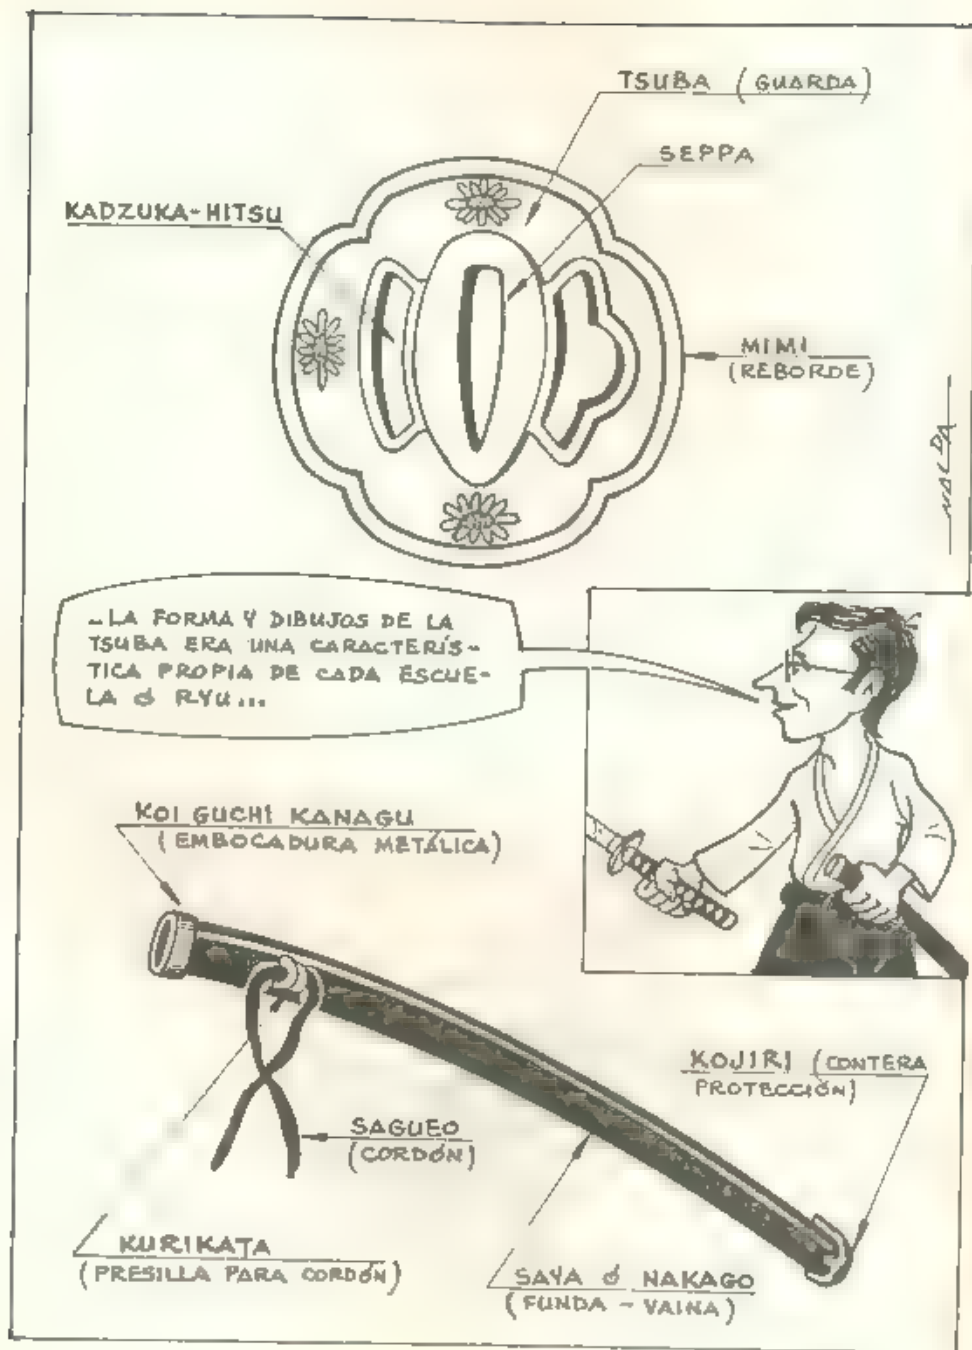 TSUBA (GUARDA)
SEPPA
KADZUKA-HITSU
MIMI
(REBORDE)
NALDA
...LA FORMA Y DIBUJOS DE LA
TSUBA ERA UNA CARACTERÍS-
TICA PROPIA DE CADA ESCUE-
LA ó RYU...
KOI GUCHI KANAGU
(EMBOCADURA METÁLICA)
KOJIRI (CONTERA
PROTECCIÓN)
SAGUEO
(CORDÓN)
KURIKATA
(PRESILLA PARA CORDÓN)
SAYA ó NAKAGO
(FUNDA - VAINA)